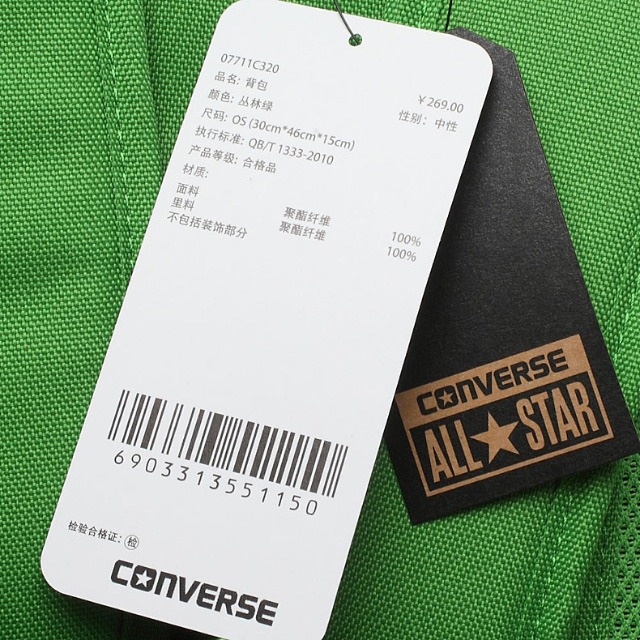 07711C320
品名: 背包
￥269.00
颜色: 丛林绿
性别: 中性
尺码: OS (30cm*46cm*15cm)
执行标准: QB/T 1333-2010
产品等级: 合格品
材质:
面料 聚酯纤维 100%
里料 聚酯纤维 100%
不包括装饰部分
6903313551150
检验合格证: 检
CONVERSE
CONVERSE
ALL STAR